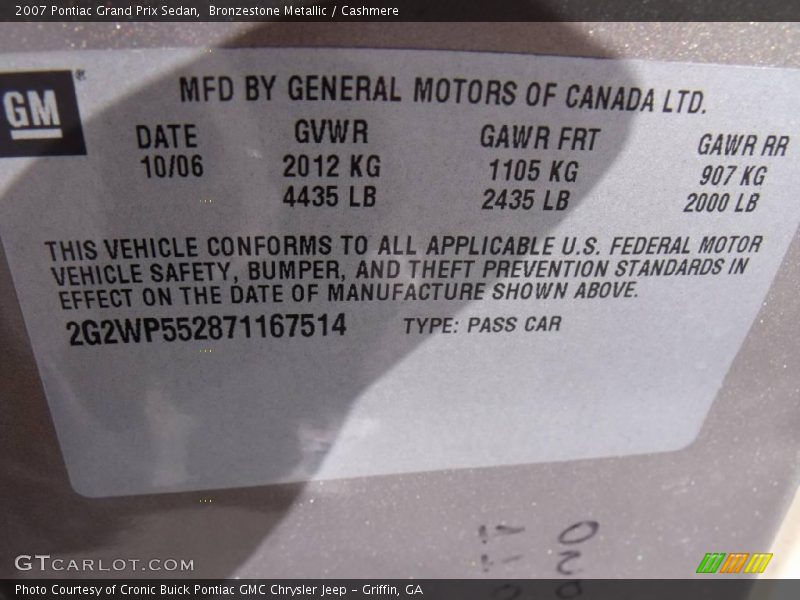 2007 Pontiac Grand Prix Sedan, Bronzestone Metallic / Cashmere
GM
MFD BY GENERAL MOTORS OF CANADA LTD.
DATE GVWR GAWR FRT GAWR RR
10/06 2012 KG 1105 KG 907 KG
4435 LB 2435 LB 2000 LB
THIS VEHICLE CONFORMS TO ALL APPLICABLE U.S. FEDERAL MOTOR
VEHICLE SAFETY, BUMPER, AND THEFT PREVENTION STANDARDS IN
EFFECT ON THE DATE OF MANUFACTURE SHOWN ABOVE.
2G2WP552871167514 TYPE: PASS CAR
GTCARLOT.COM
Photo Courtesy of Cronic Buick Pontiac GMC Chrysler Jeep - Griffin, GA